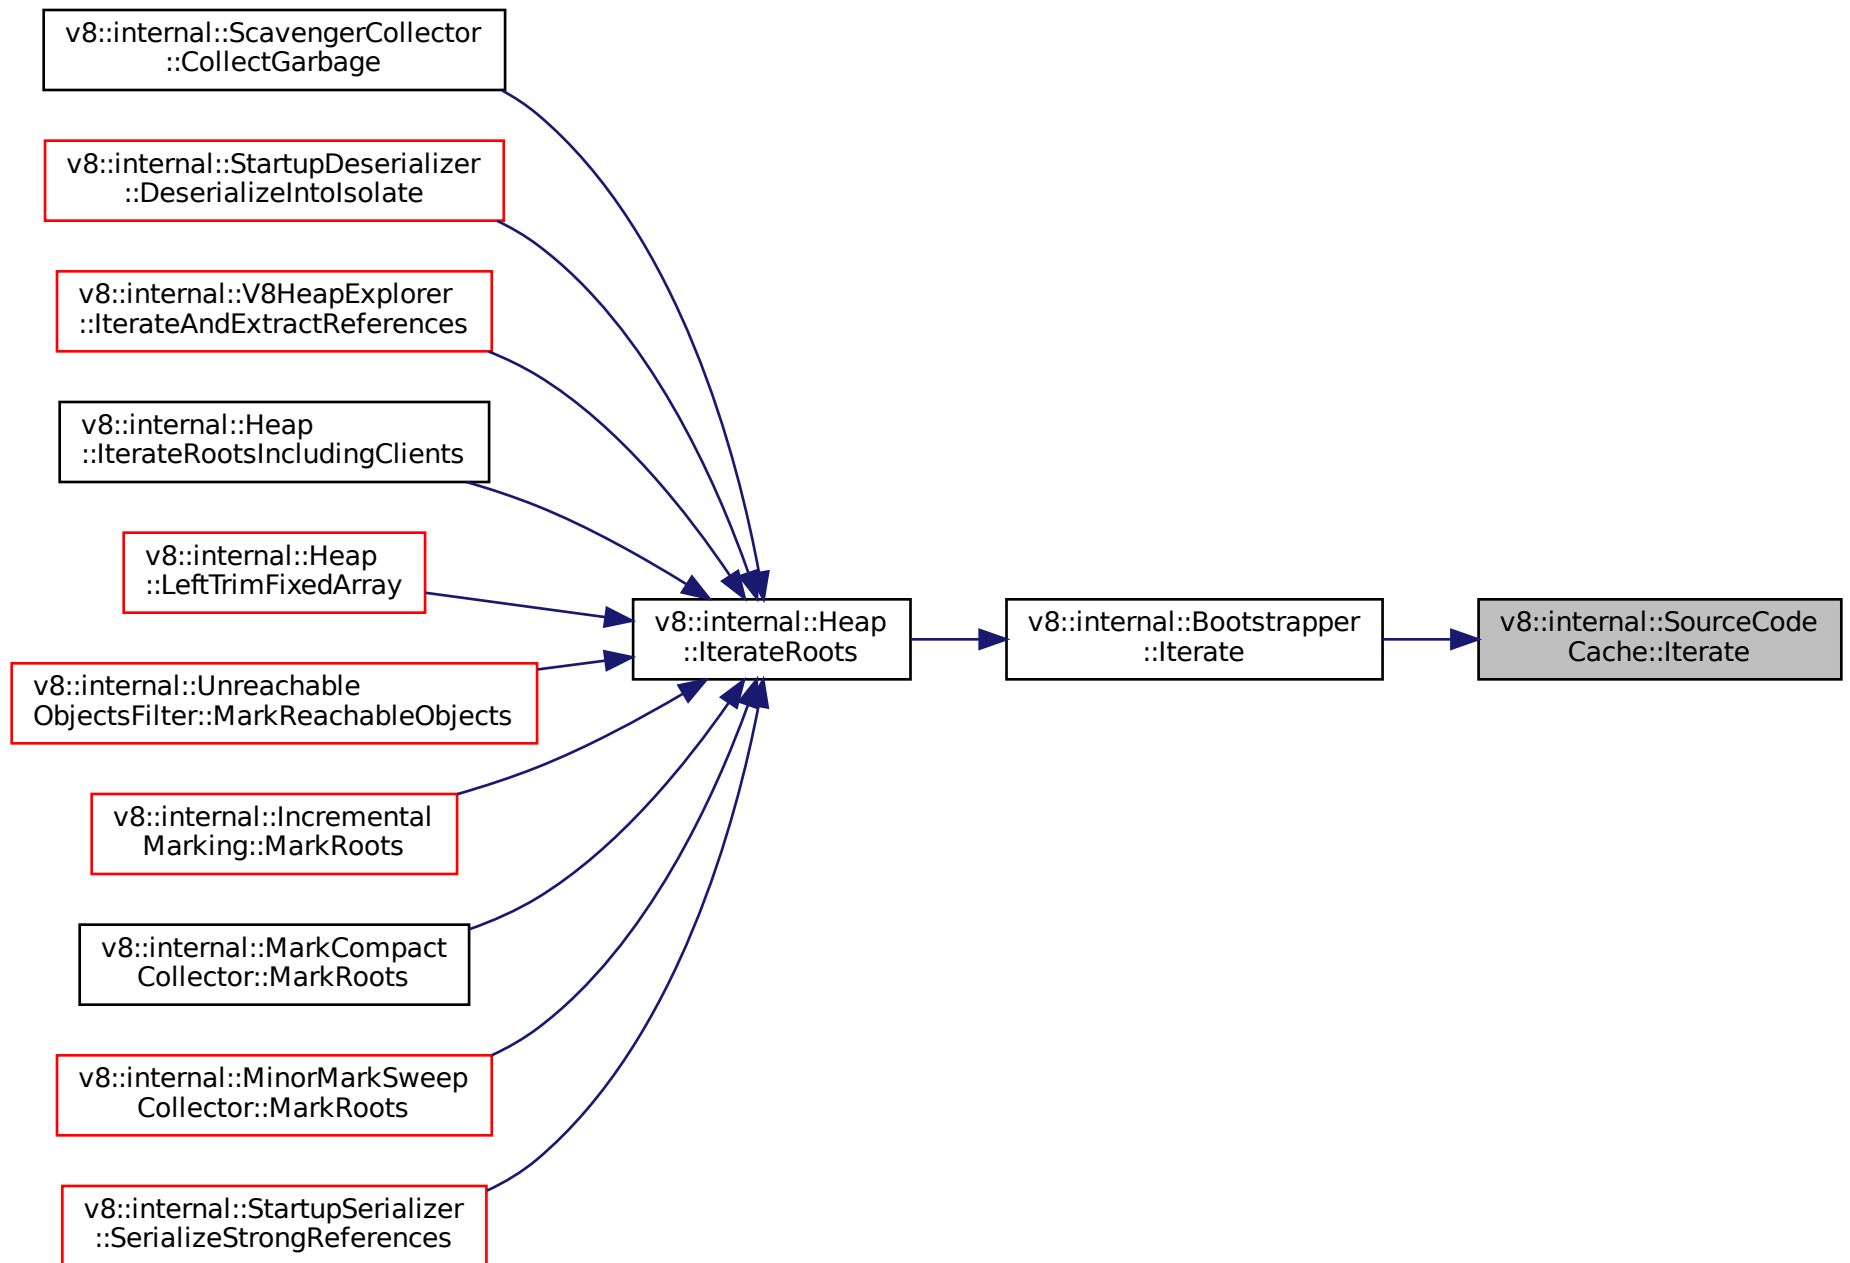 v8::internal::ScavengerCollector
::CollectGarbage
v8::internal::StartupDeserializer
::DeserializeIntoIsolate
v8::internal::V8HeapExplorer
::IterateAndExtractReferences
v8::internal::Heap
::IterateRootsIncludingClients
v8::internal::Heap
::LeftTrimFixedArray
v8::internal::Heap
::IterateRoots
v8::internal::Bootstrapper
::Iterate
v8::internal::SourceCode
Cache::Iterate
v8::internal::Unreachable
ObjectsFilter::MarkReachableObjects
v8::internal::Incremental
Marking::MarkRoots
v8::internal::MarkCompact
Collector::MarkRoots
v8::internal::MinorMarkSweep
Collector::MarkRoots
v8::internal::StartupSerializer
::SerializeStrongReferences